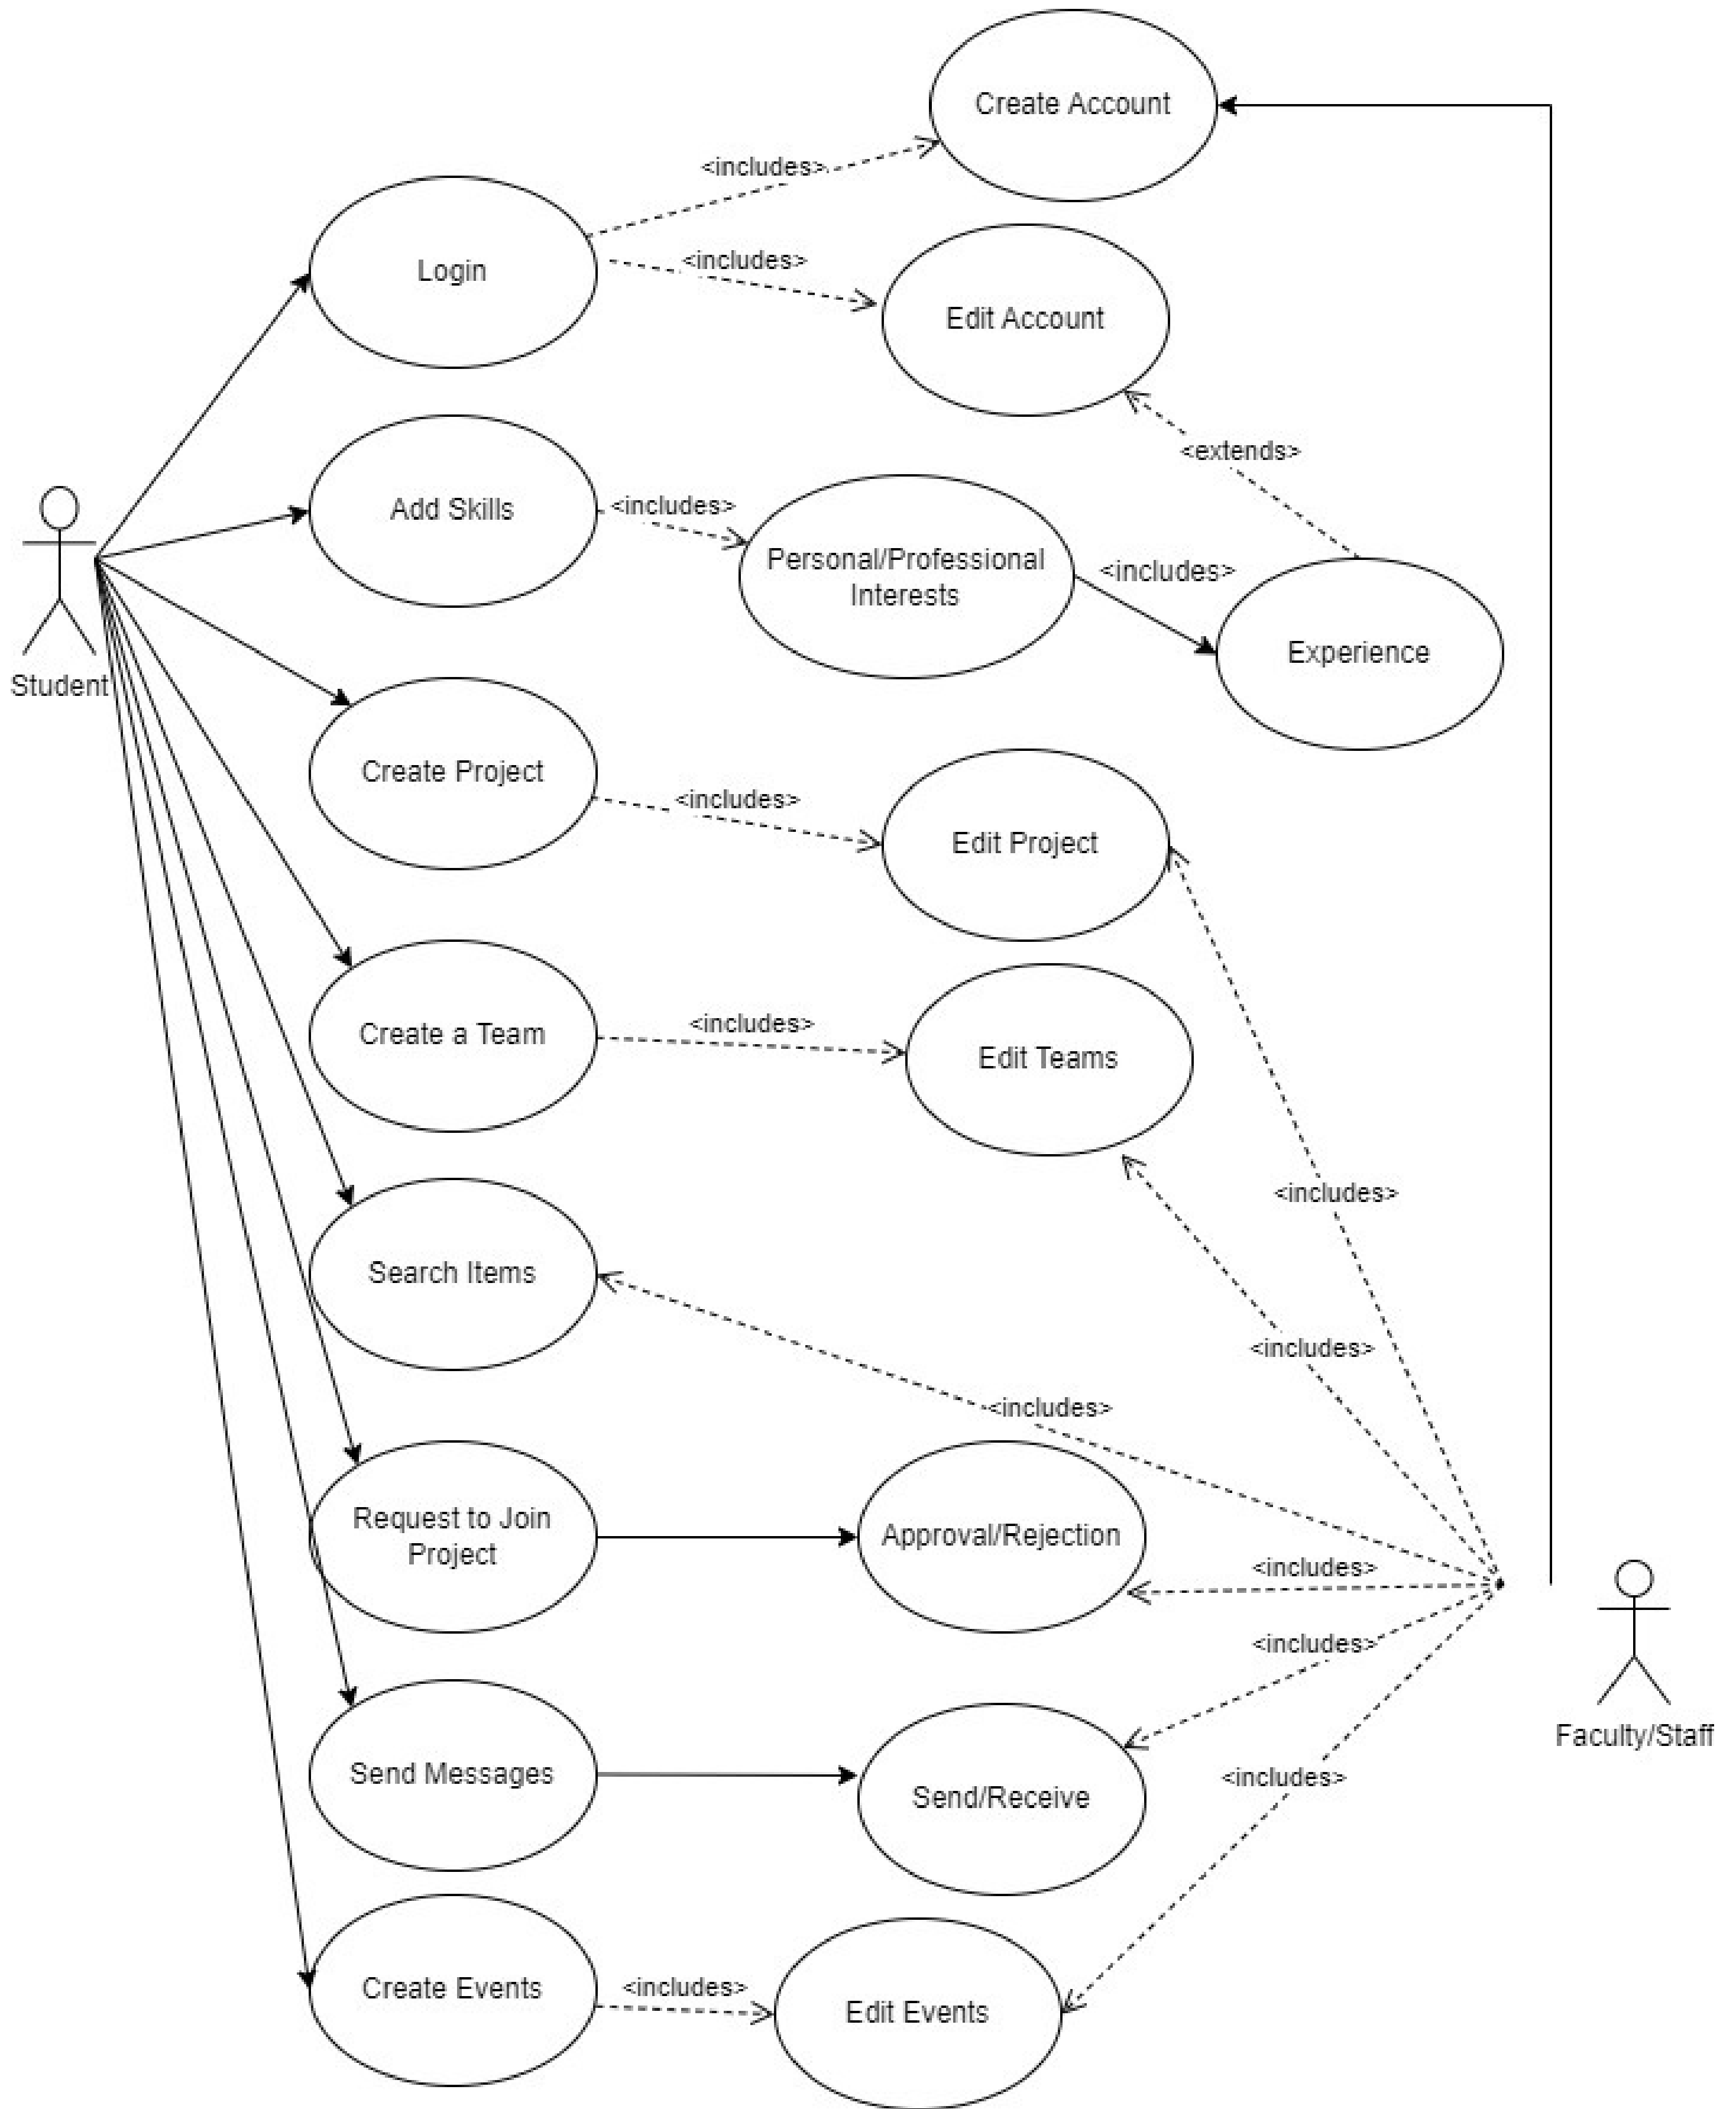 Create Account
<includes>
Login
<includes>
Edit Account
<extends>
Add Skills
<includes>
Personal/Professional
Interests
<includes>
Experience
Student
Create Project
<includes>
Edit Project
Create a Team
<includes>
Edit Teams
<includes>
Search Items
<includes>
<includes>
Request to Join
Project
Approval/Rejection
<includes>
<includes>
Faculty/Staff
Send Messages
Send/Receive
<includes>
Create Events
<includes>
Edit Events